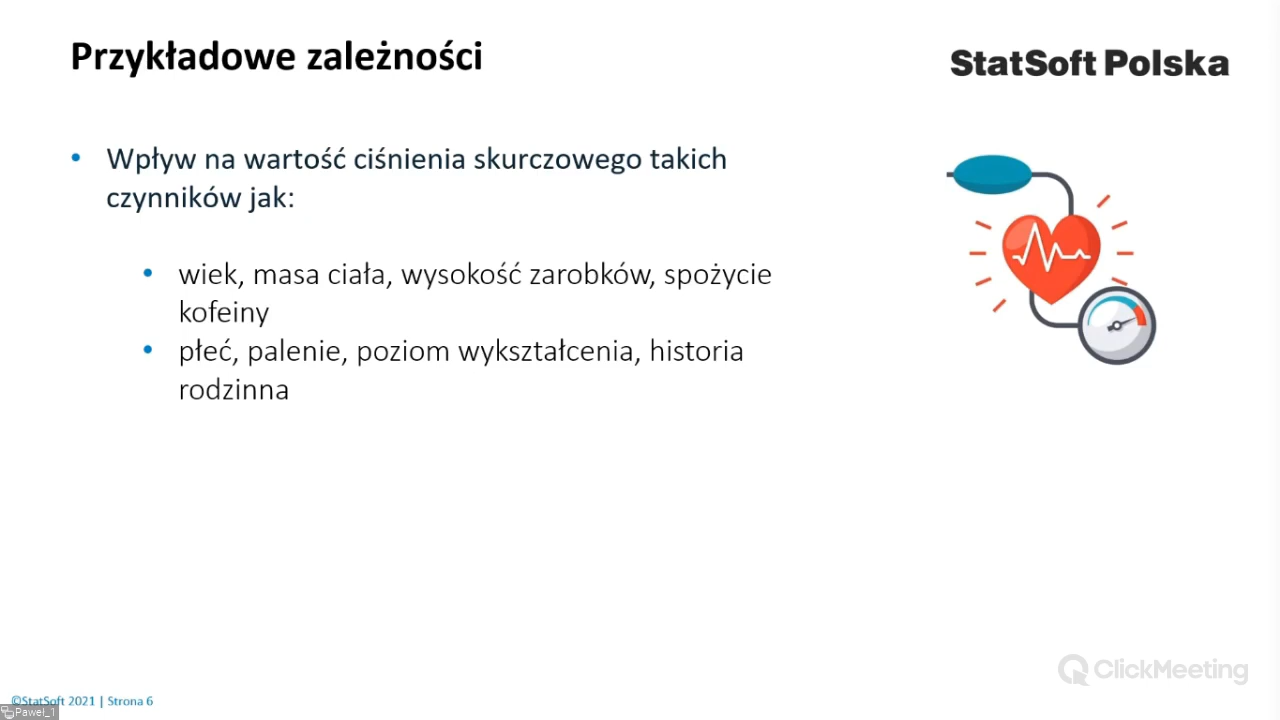 Przykładowe zależności
StatSoft Polska
• Wpływ na wartość ciśnienia skurczowego takich
czynników jak:
• wiek, masa ciała, wysokość zarobków, spożycie
kofeiny
• płeć, palenie, poziom wykształcenia, historia
rodzinna
ClickMeeting
©StatSoft 2021 | Strona 6
Paweł_1